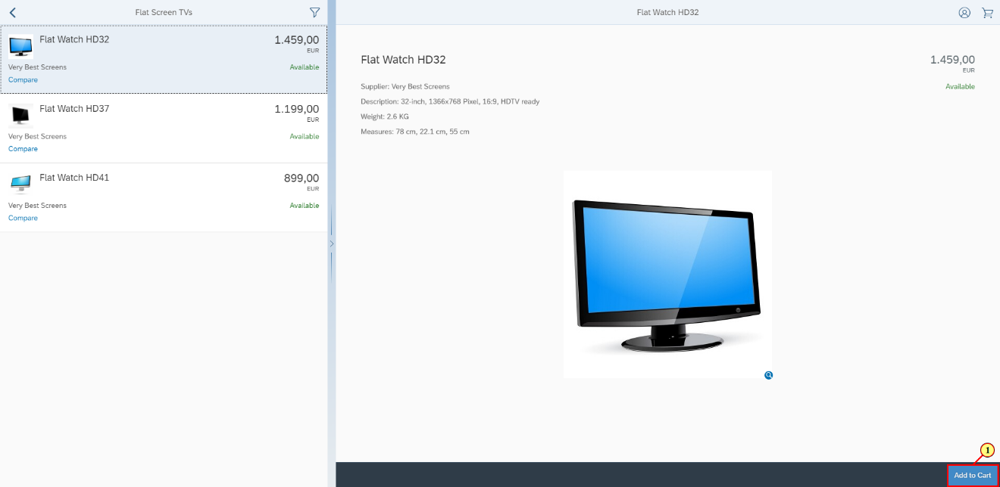 Flat Screen TVs
Flat Watch HD32
1.459,00
EUR
Very Best Screens
Available
Compare
Flat Watch HD37
1.199,00
EUR
Very Best Screens
Available
Compare
Flat Watch HD41
899,00
EUR
Very Best Screens
Available
Compare
Flat Watch HD32
Flat Watch HD32
1.459,00
EUR
Supplier: Very Best Screens
Available
Description: 32-inch, 1366x768 Pixel, 16:9, HDTV ready
Weight: 2.6 KG
Measures: 78 cm, 22.1 cm, 55 cm
1
Add to Cart